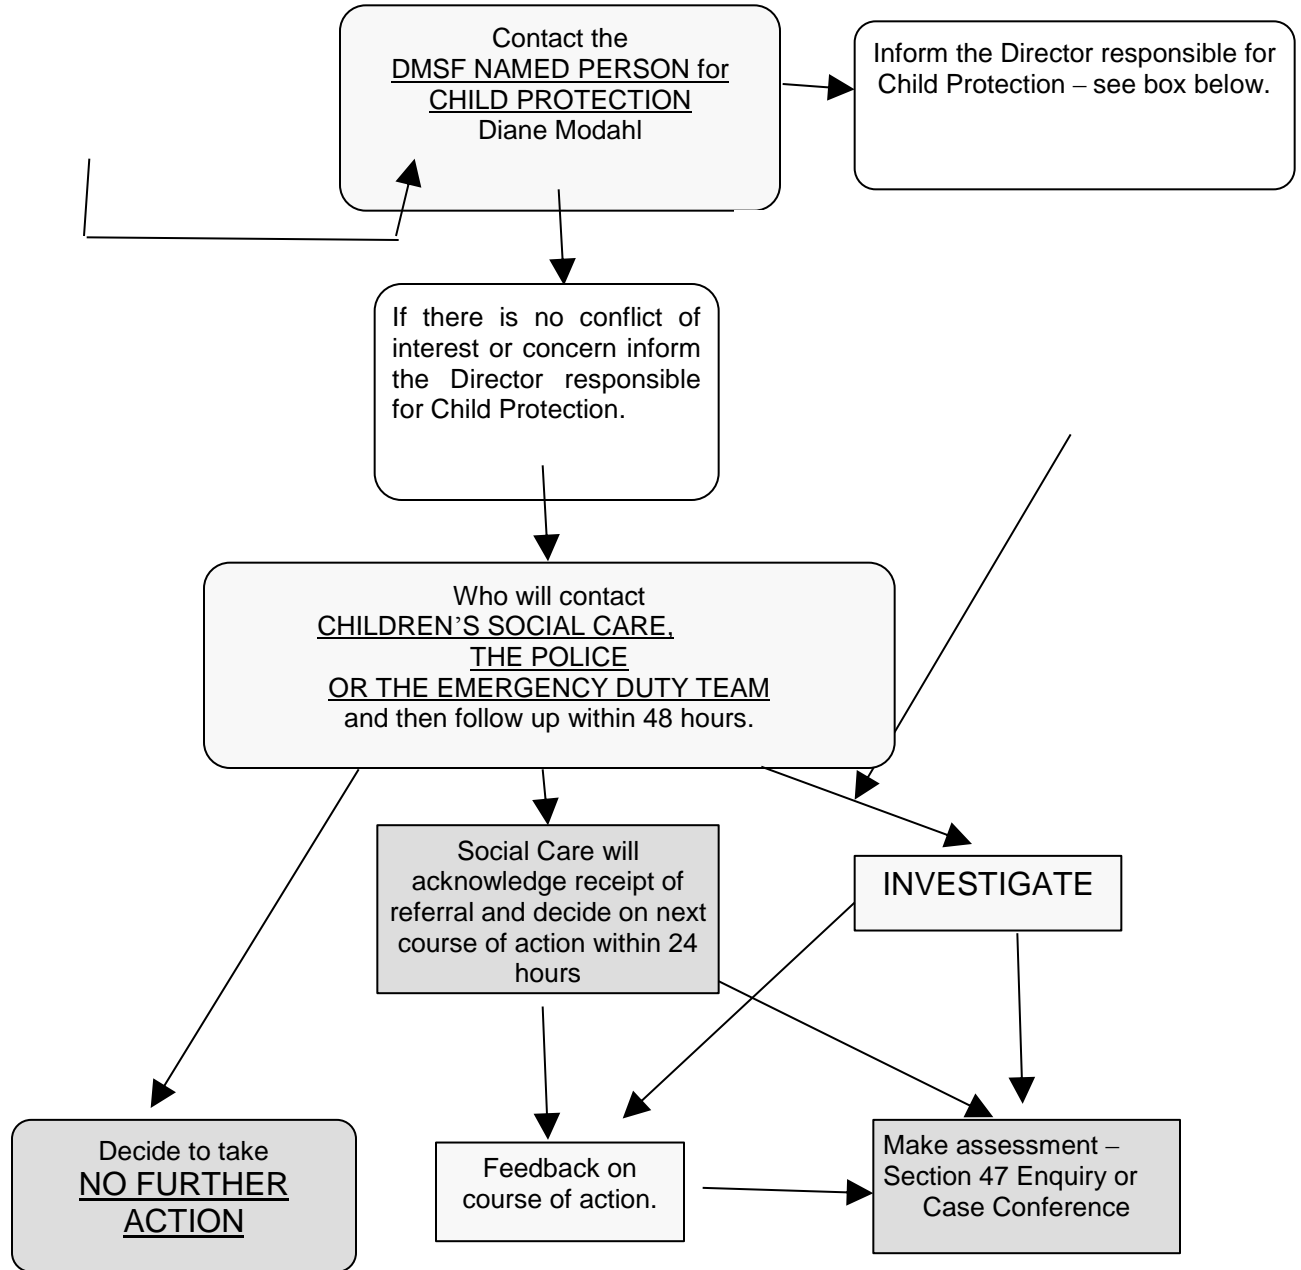 Contact the
DMSF NAMED PERSON for
CHILD PROTECTION
Diane Modahl
Inform the Director responsible for
Child Protection – see box below.
If there is no conflict of
interest or concern inform
the Director responsible
for Child Protection.
Who will contact
CHILDREN’S SOCIAL CARE,
THE POLICE
OR THE EMERGENCY DUTY TEAM
and then follow up within 48 hours.
Social Care will
acknowledge receipt of
referral and decide on next
course of action within 24
hours
INVESTIGATE
Decide to take
NO FURTHER
ACTION
Feedback on
course of action.
Make assessment –
Section 47 Enquiry or
Case Conference